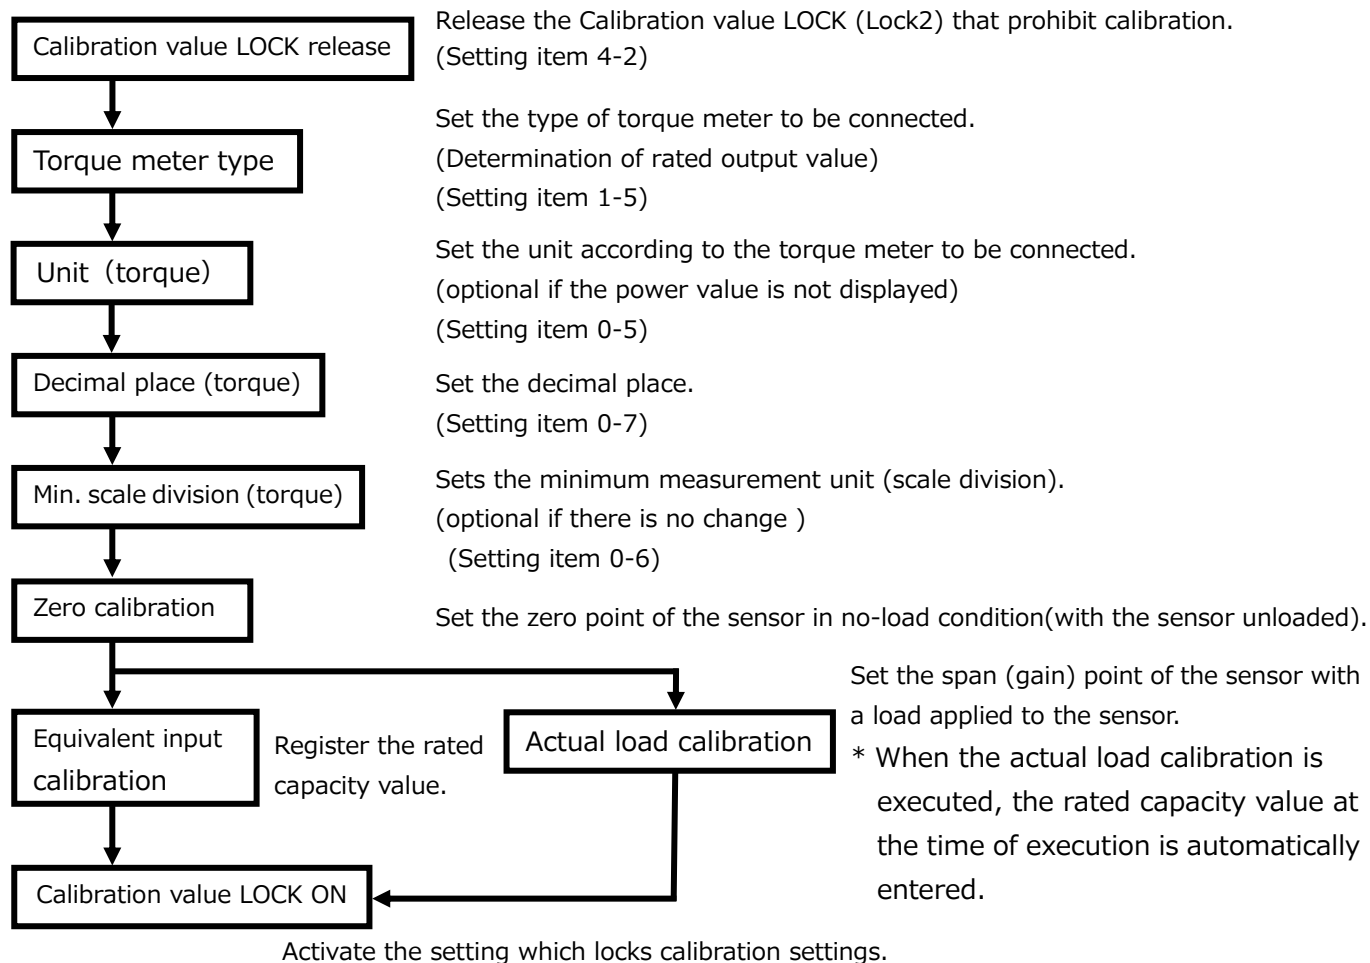 Calibration value LOCK release
Release the Calibration value LOCK (Lock2) that prohibit calibration.
(Setting item 4-2)
Torque meter type
Set the type of torque meter to be connected.
(Determination of rated output value)
(Setting item 1-5)
Unit（torque）
Set the unit according to the torque meter to be connected.
(optional if the power value is not displayed)
(Setting item 0-5)
Decimal place (torque)
Set the decimal place.
(Setting item 0-7)
Min. scale division (torque)
Sets the minimum measurement unit (scale division).
(optional if there is no change )
(Setting item 0-6)
Zero calibration
Set the zero point of the sensor in no-load condition(with the sensor unloaded).
Equivalent input
calibration
Register the rated
capacity value.
Actual load calibration
Set the span (gain) point of the sensor with
a load applied to the sensor.
* When the actual load calibration is
executed, the rated capacity value at
the time of execution is automatically
entered.
Calibration value LOCK ON
Activate the setting which locks calibration settings.